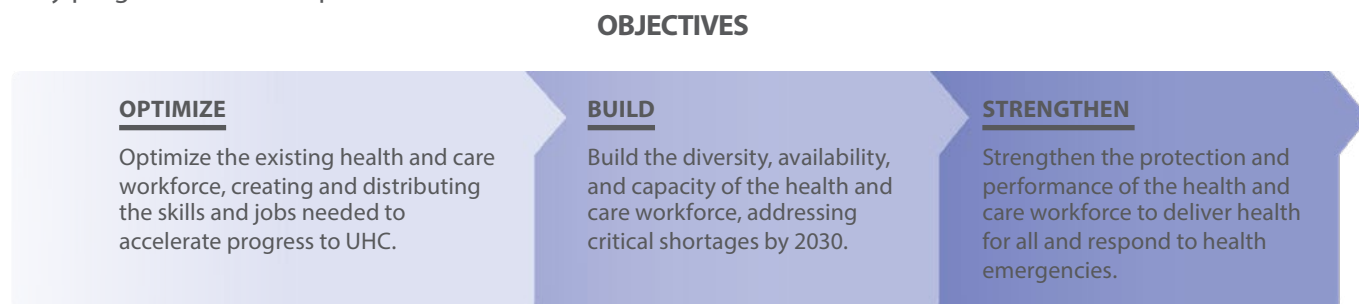 OBJECTIVES
OPTIMIZE
Optimize the existing health and care
workforce, creating and distributing
the skills and jobs needed to
accelerate progress to UHC.
BUILD
Build the diversity, availability,
and capacity of the health and
care workforce, addressing
critical shortages by 2030.
STRENGTHEN
Strengthen the protection and
performance of the health and
care workforce to deliver health
for all and respond to health
emergencies.